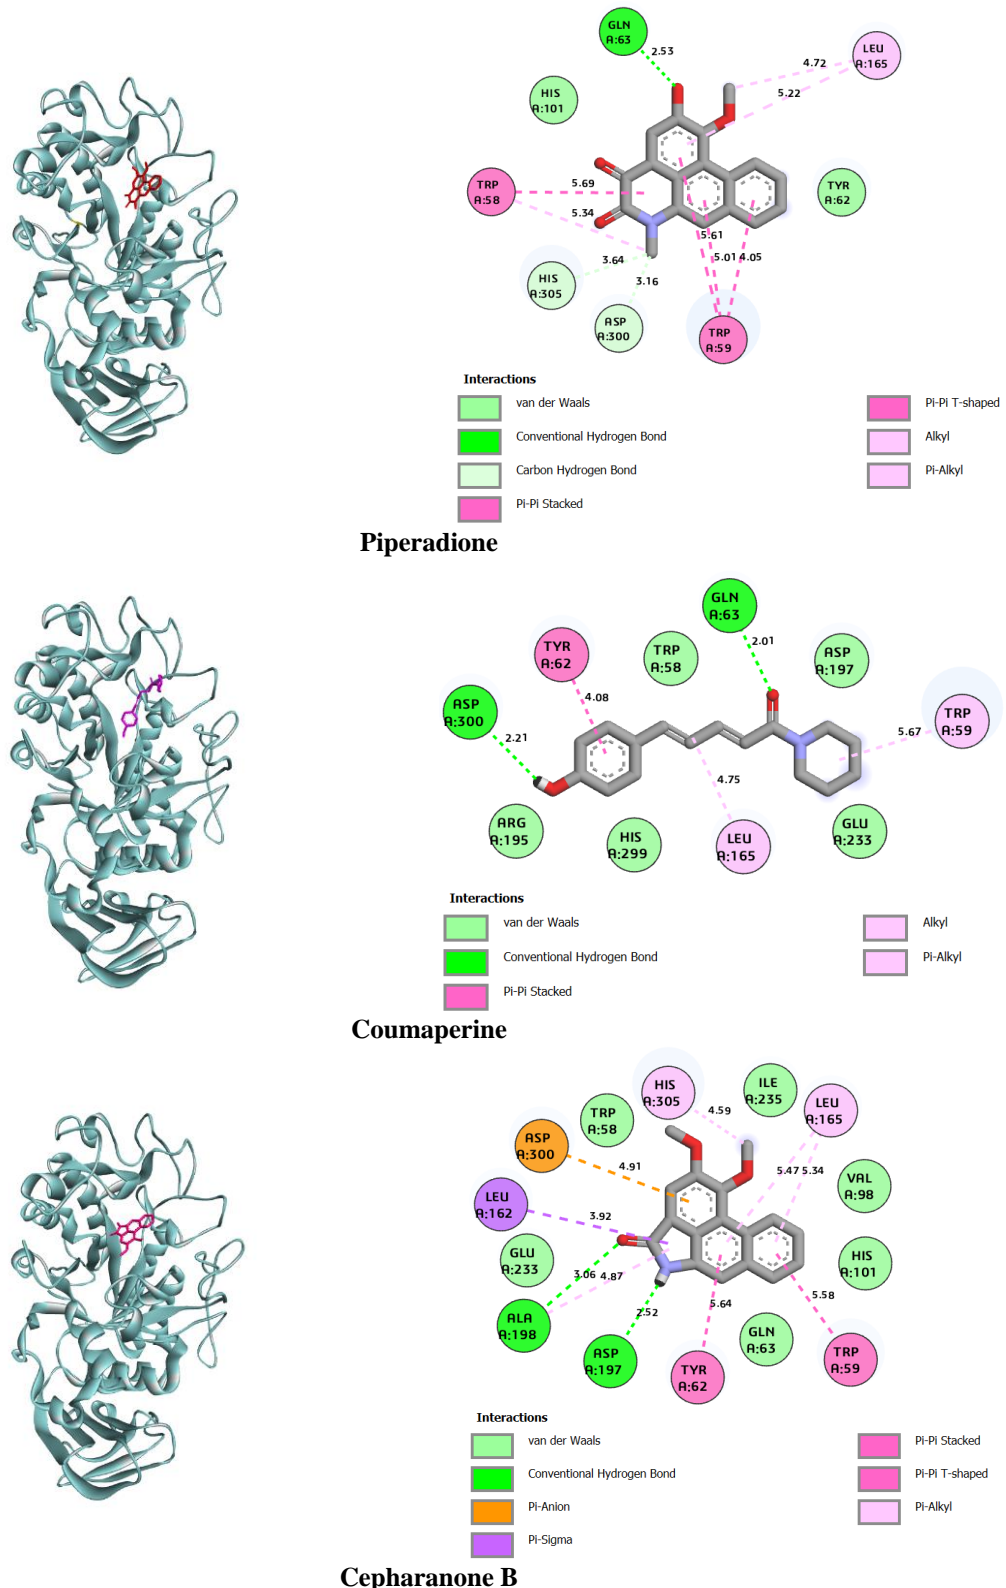 GLN
A:63
2.53
LEU
A:165
4.72
5.22
HIS
A:101
TRP
A:58
5.69
TYR
A:62
5.34
5.61
3.64
5.01
4.05
HIS
A:305
3.16
ASP
A:300
TRP
A:59
Interactions
van der Waals
Pi-Pi T-shaped
Conventional Hydrogen Bond
Alkyl
Carbon Hydrogen Bond
Pi-Alkyl
Pi-Pi Stacked
Piperadione
GLN
A:63
TYR
A:62
TRP
A:58
2.01
ASP
A:197
ASP
A:300
4.08
TRP
A:59
5.67
2.21
4.75
ARG
A:195
HIS
A:299
LEU
A:165
GLU
A:233
Interactions
van der Waals
Alkyl
Conventional Hydrogen Bond
Pi-Alkyl
Pi-Pi Stacked
Coumaperine
HIS
A:305
ILE
A:235
LEU
A:165
TRP
A:58
4.59
ASP
A:300
4.91
5.47
5.34
VAL
A:98
LEU
A:162
3.92
GLU
A:233
HIS
A:101
3.06
4.87
5.58
ALA
A:198
2.52
5.64
GLN
A:63
ASP
A:197
TYR
A:62
TRP
A:59
Interactions
van der Waals
Pi-Pi Stacked
Conventional Hydrogen Bond
Pi-Pi T-shaped
Pi-Anion
Pi-Alkyl
Pi-Sigma
Cepharanone B